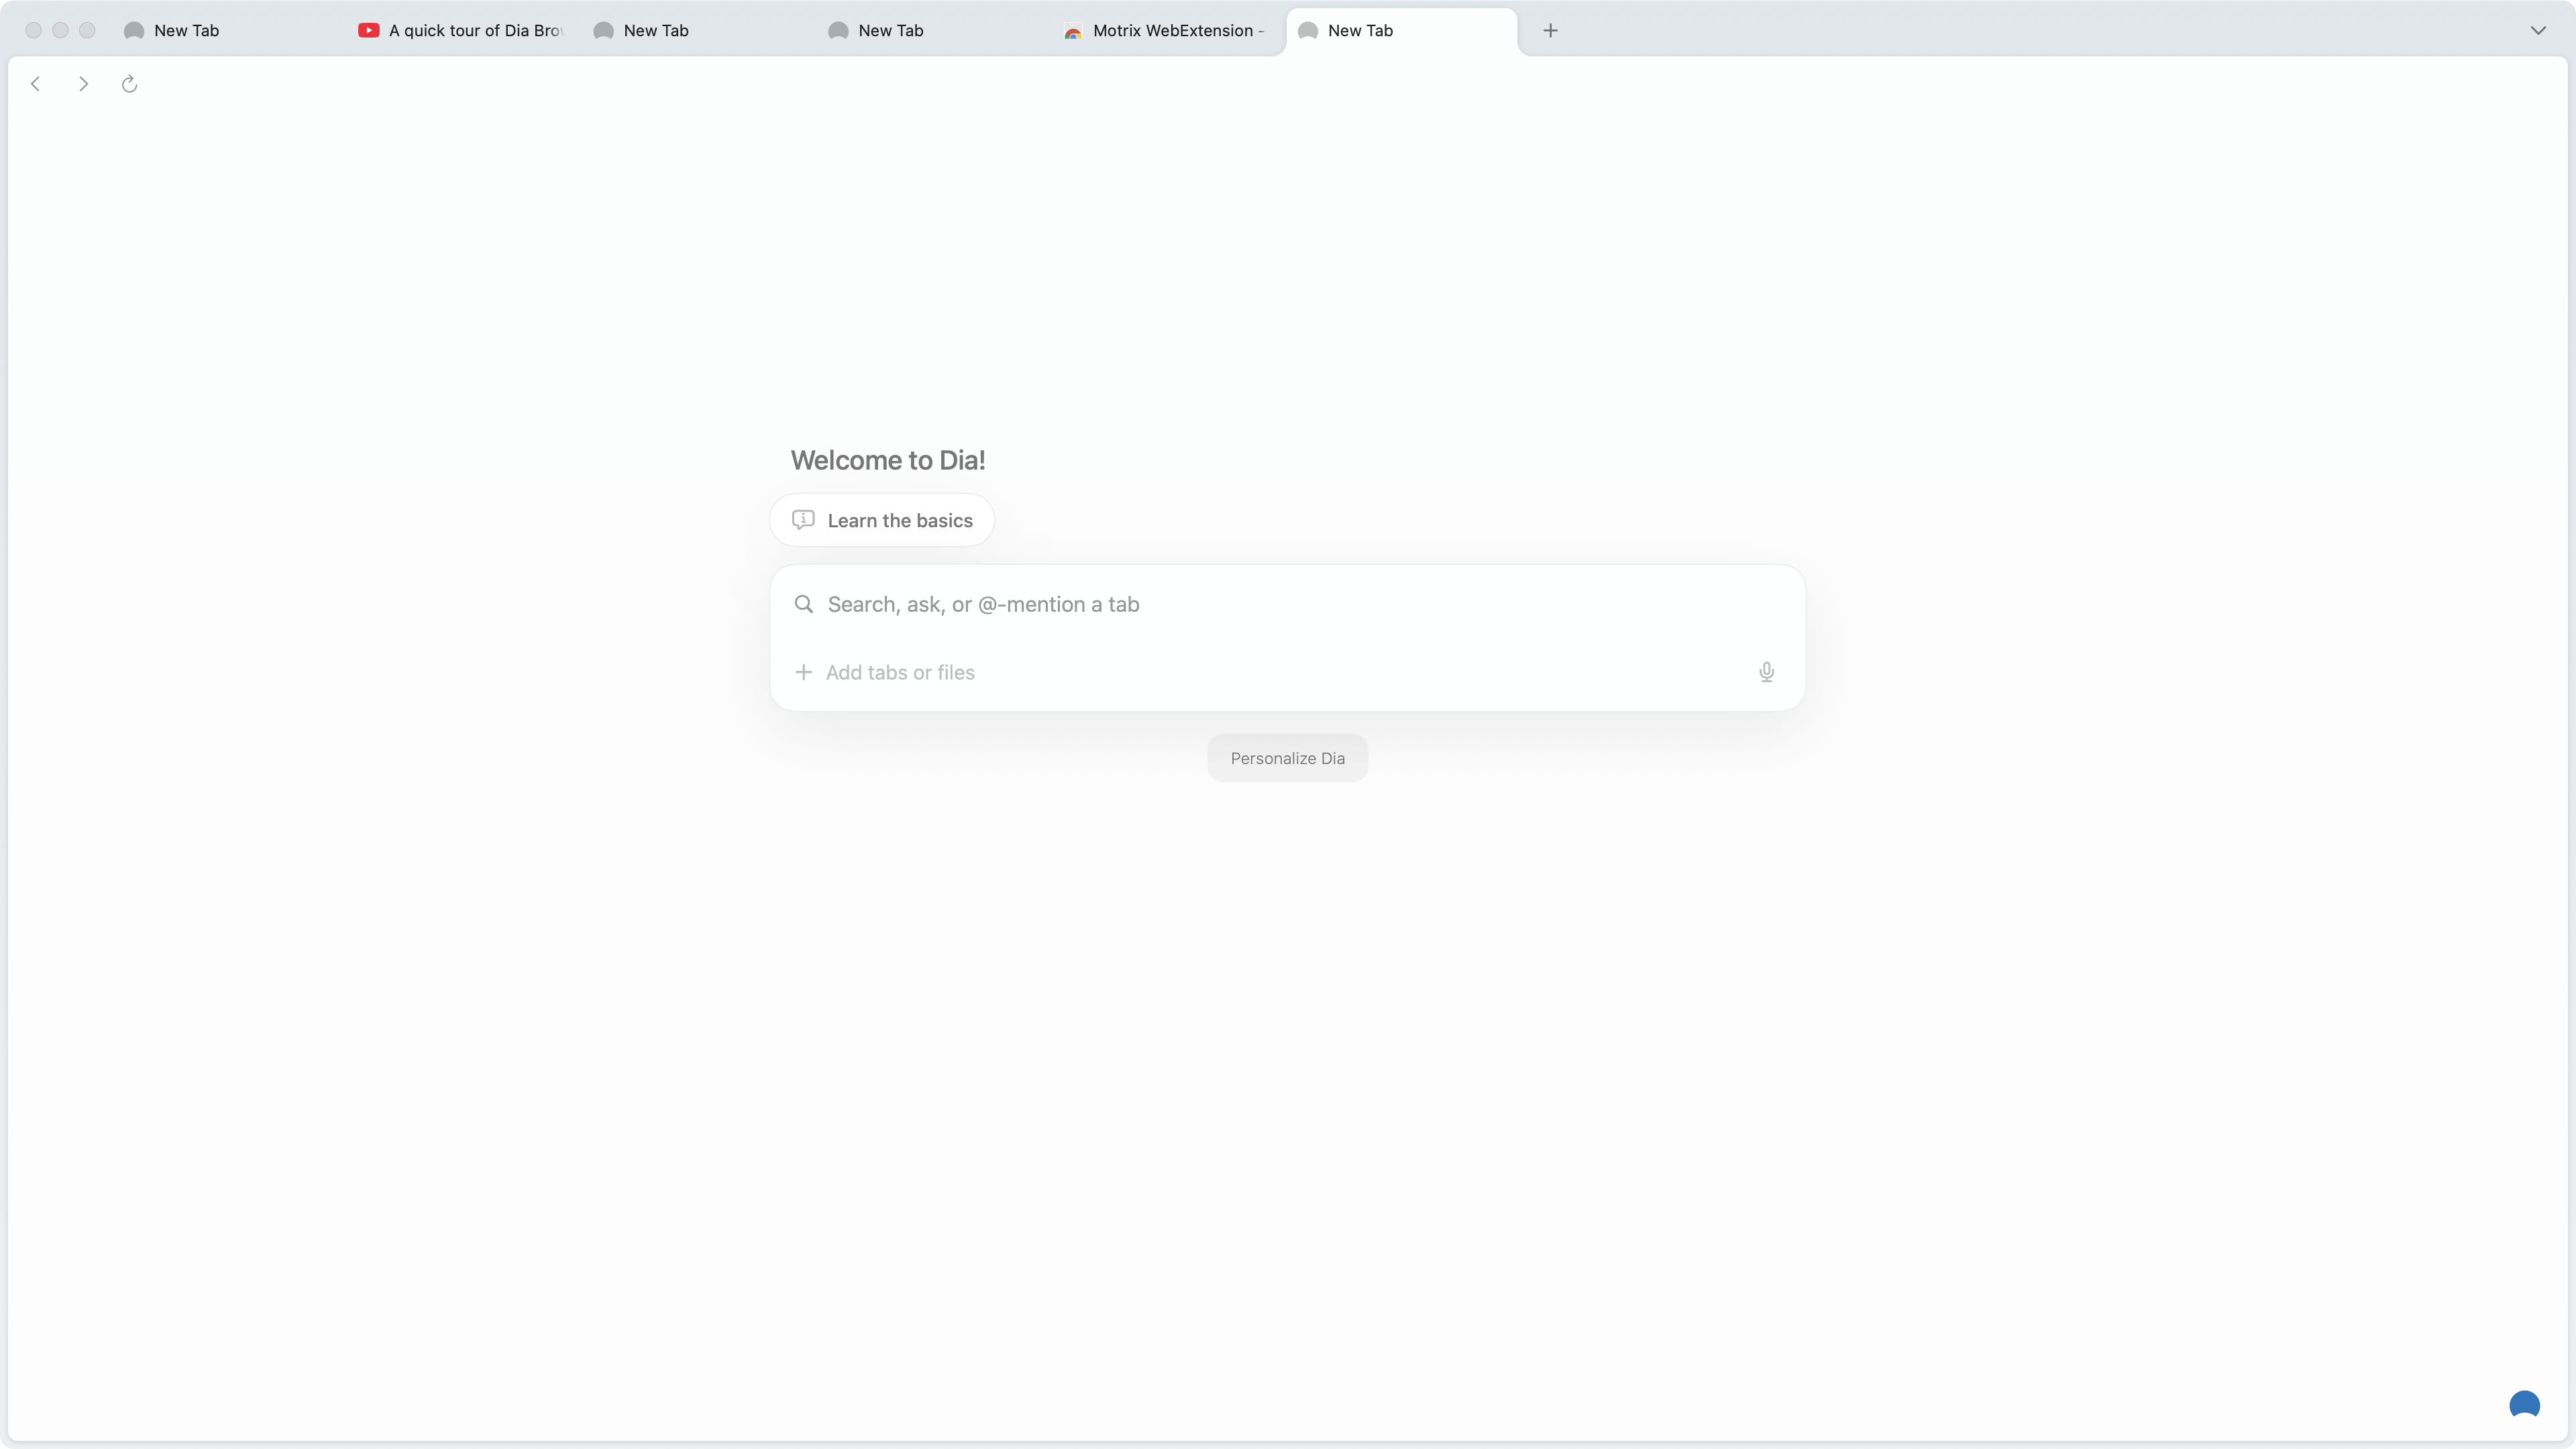 New Tab
A quick tour of Dia Bro
New Tab
New Tab
Motrix WebExtension -
New Tab
Welcome to Dia!
Learn the basics
Search, ask, or @-mention a tab
Add tabs or files
Personalize Dia